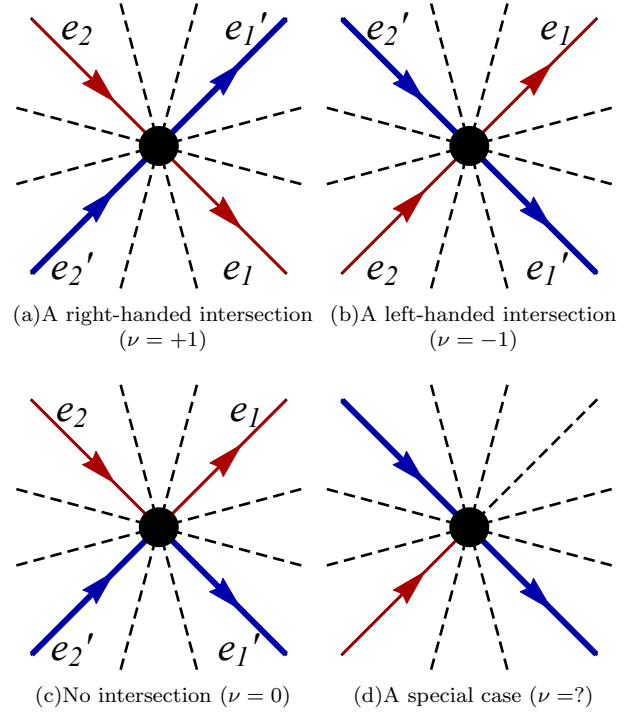 e₂ e₁′ e₂′ e₁
e₂′ e₁ e₂ e₁′
(a)A right-handed intersection (b)A left-handed intersection
(ν = +1) (ν = −1)
e₂ e₁
e₂′ e₁′
(c)No intersection (ν = 0) (d)A special case (ν =?)